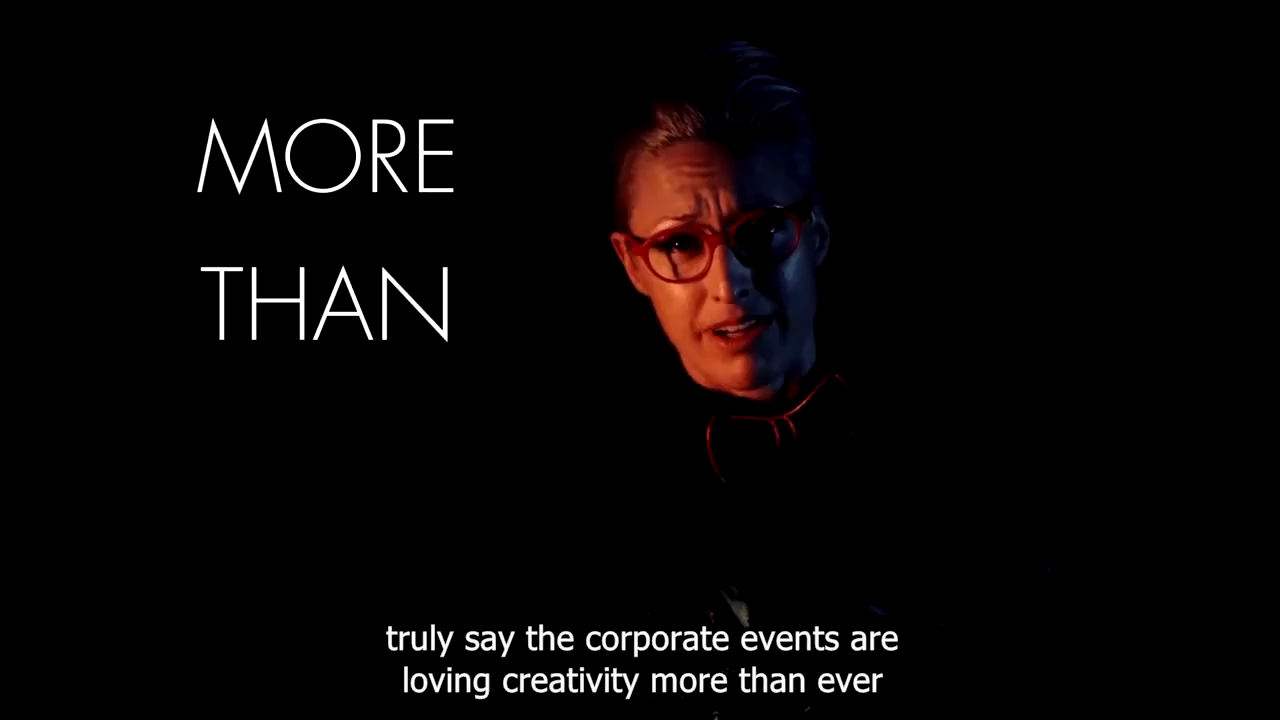 MORE
THAN
truly say the corporate events are
loving creativity more than ever